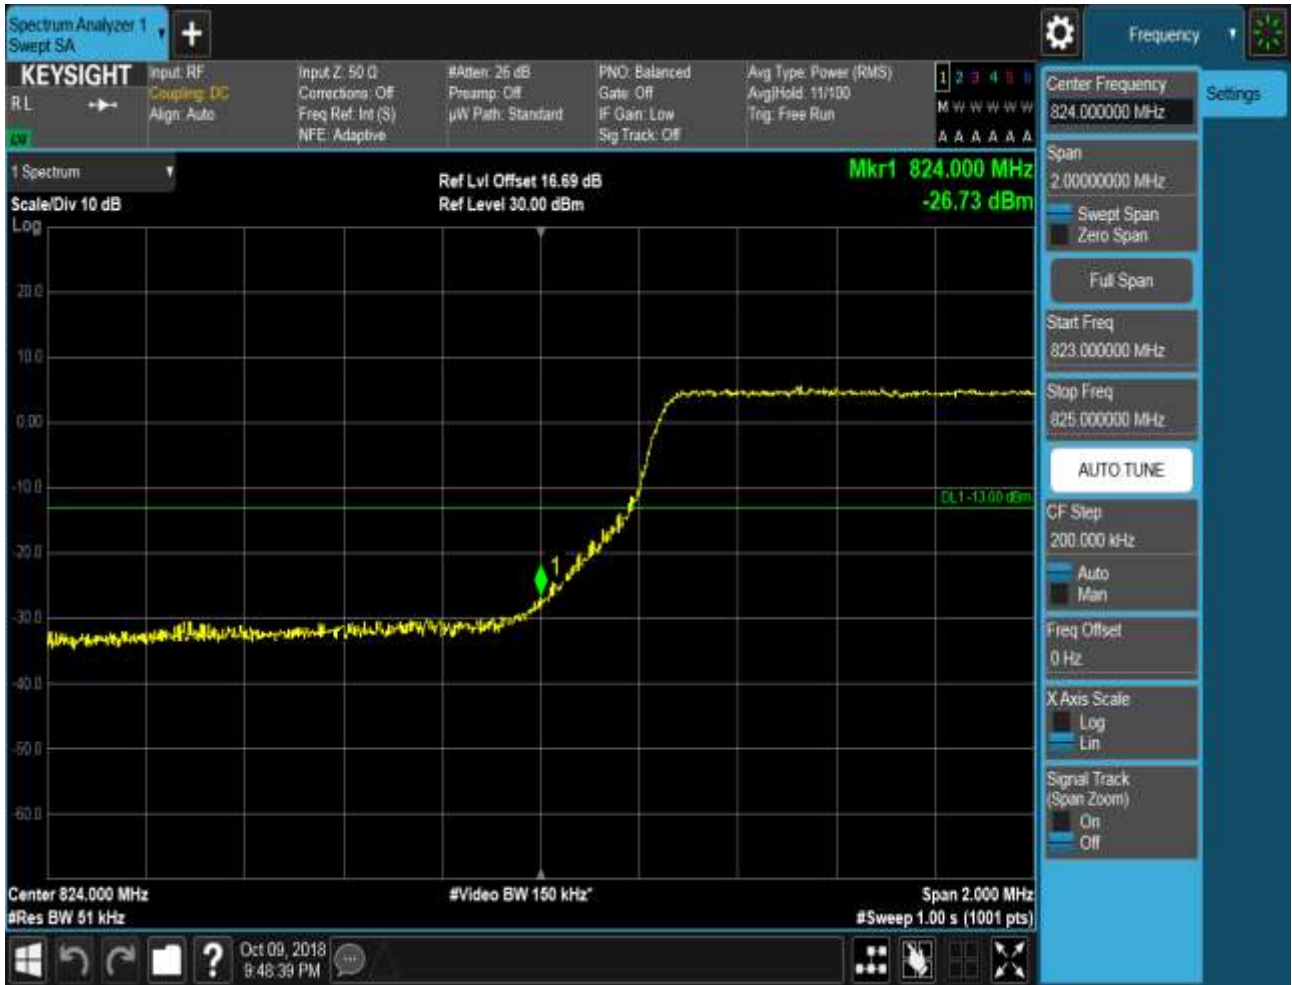 Spectrum Analyzer 1
Swept SA
+
Frequency
KEYSIGHT
RL
Input: RF
Coupling: DC
Align: Auto
Input Z: 50 Ω
Corrections: Off
Freq Ref: Int (S)
NFE: Adaptive
#Atten: 26 dB
Preamp: Off
µW Path: Standard
PNO: Balanced
Gate: Off
IF Gain: Low
Sig Track: Off
Avg Type: Power (RMS)
Avg|Hold: 11/100
Trig: Free Run
1 2 3 4 5 6
M W W W W W
A A A A A A
1 Spectrum
Scale/Div 10 dB
Log
Ref Lvl Offset 16.69 dB
Ref Level 30.00 dBm
Mkr1 824.000 MHz
-26.73 dBm
20.0
10.0
0.00
-10.0
-20.0
-30.0
-40.0
-50.0
-60.0
DL1 -13.00 dBm
1
Center 824.000 MHz
#Res BW 51 kHz
#Video BW 150 kHz*
Span 2.000 MHz
#Sweep 1.00 s (1001 pts)
Center Frequency
824.000000 MHz
Settings
Span
2.00000000 MHz
Swept Span
Zero Span
Full Span
Start Freq
823.000000 MHz
Stop Freq
825.000000 MHz
AUTO TUNE
CF Step
200.000 kHz
Auto
Man
Freq Offset
0 Hz
X Axis Scale
Log
Lin
Signal Track
(Span Zoom)
On
Off
?
Oct 09, 2018
9:48:39 PM